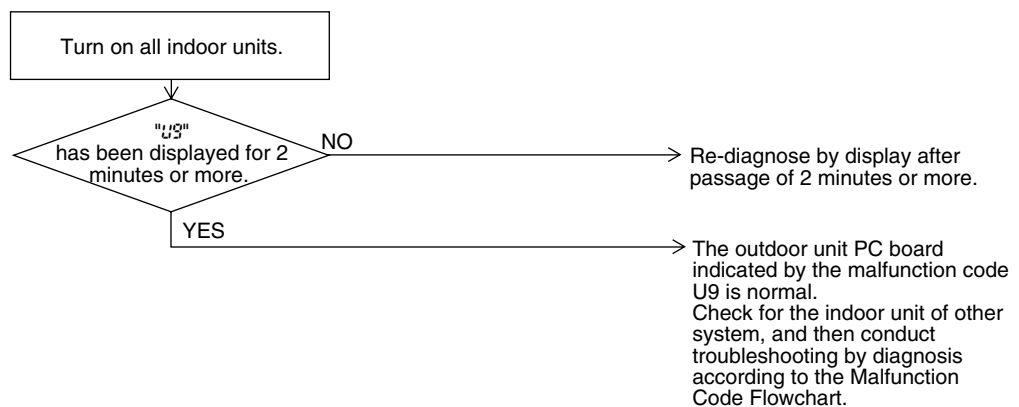 Turn on all indoor units.
"U9"
has been displayed for 2
minutes or more.
NO
Re-diagnose by display after
passage of 2 minutes or more.
YES
The outdoor unit PC board
indicated by the malfunction code
U9 is normal.
Check for the indoor unit of other
system, and then conduct
troubleshooting by diagnosis
according to the Malfunction
Code Flowchart.